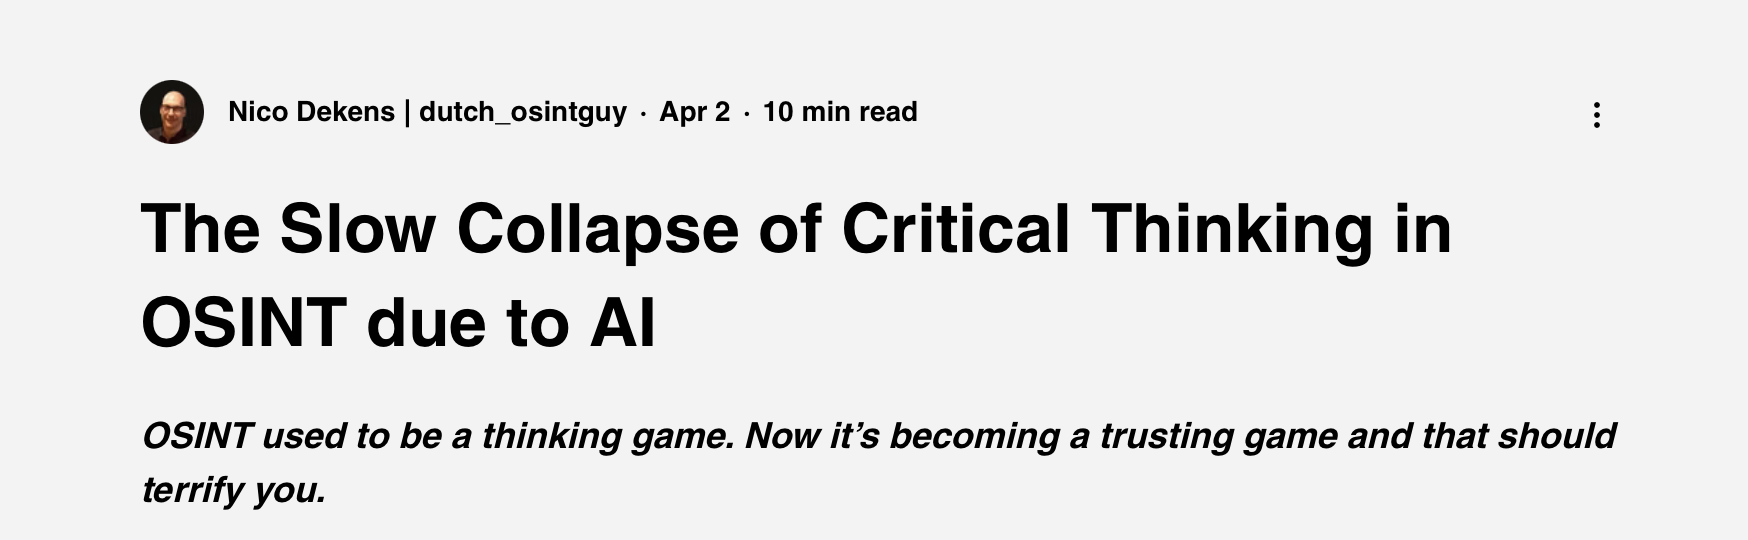 Nico Dekens | dutch_osintguy · Apr 2 · 10 min read
The Slow Collapse of Critical Thinking in
OSINT due to AI
OSINT used to be a thinking game. Now it’s becoming a trusting game and that should
terrify you.